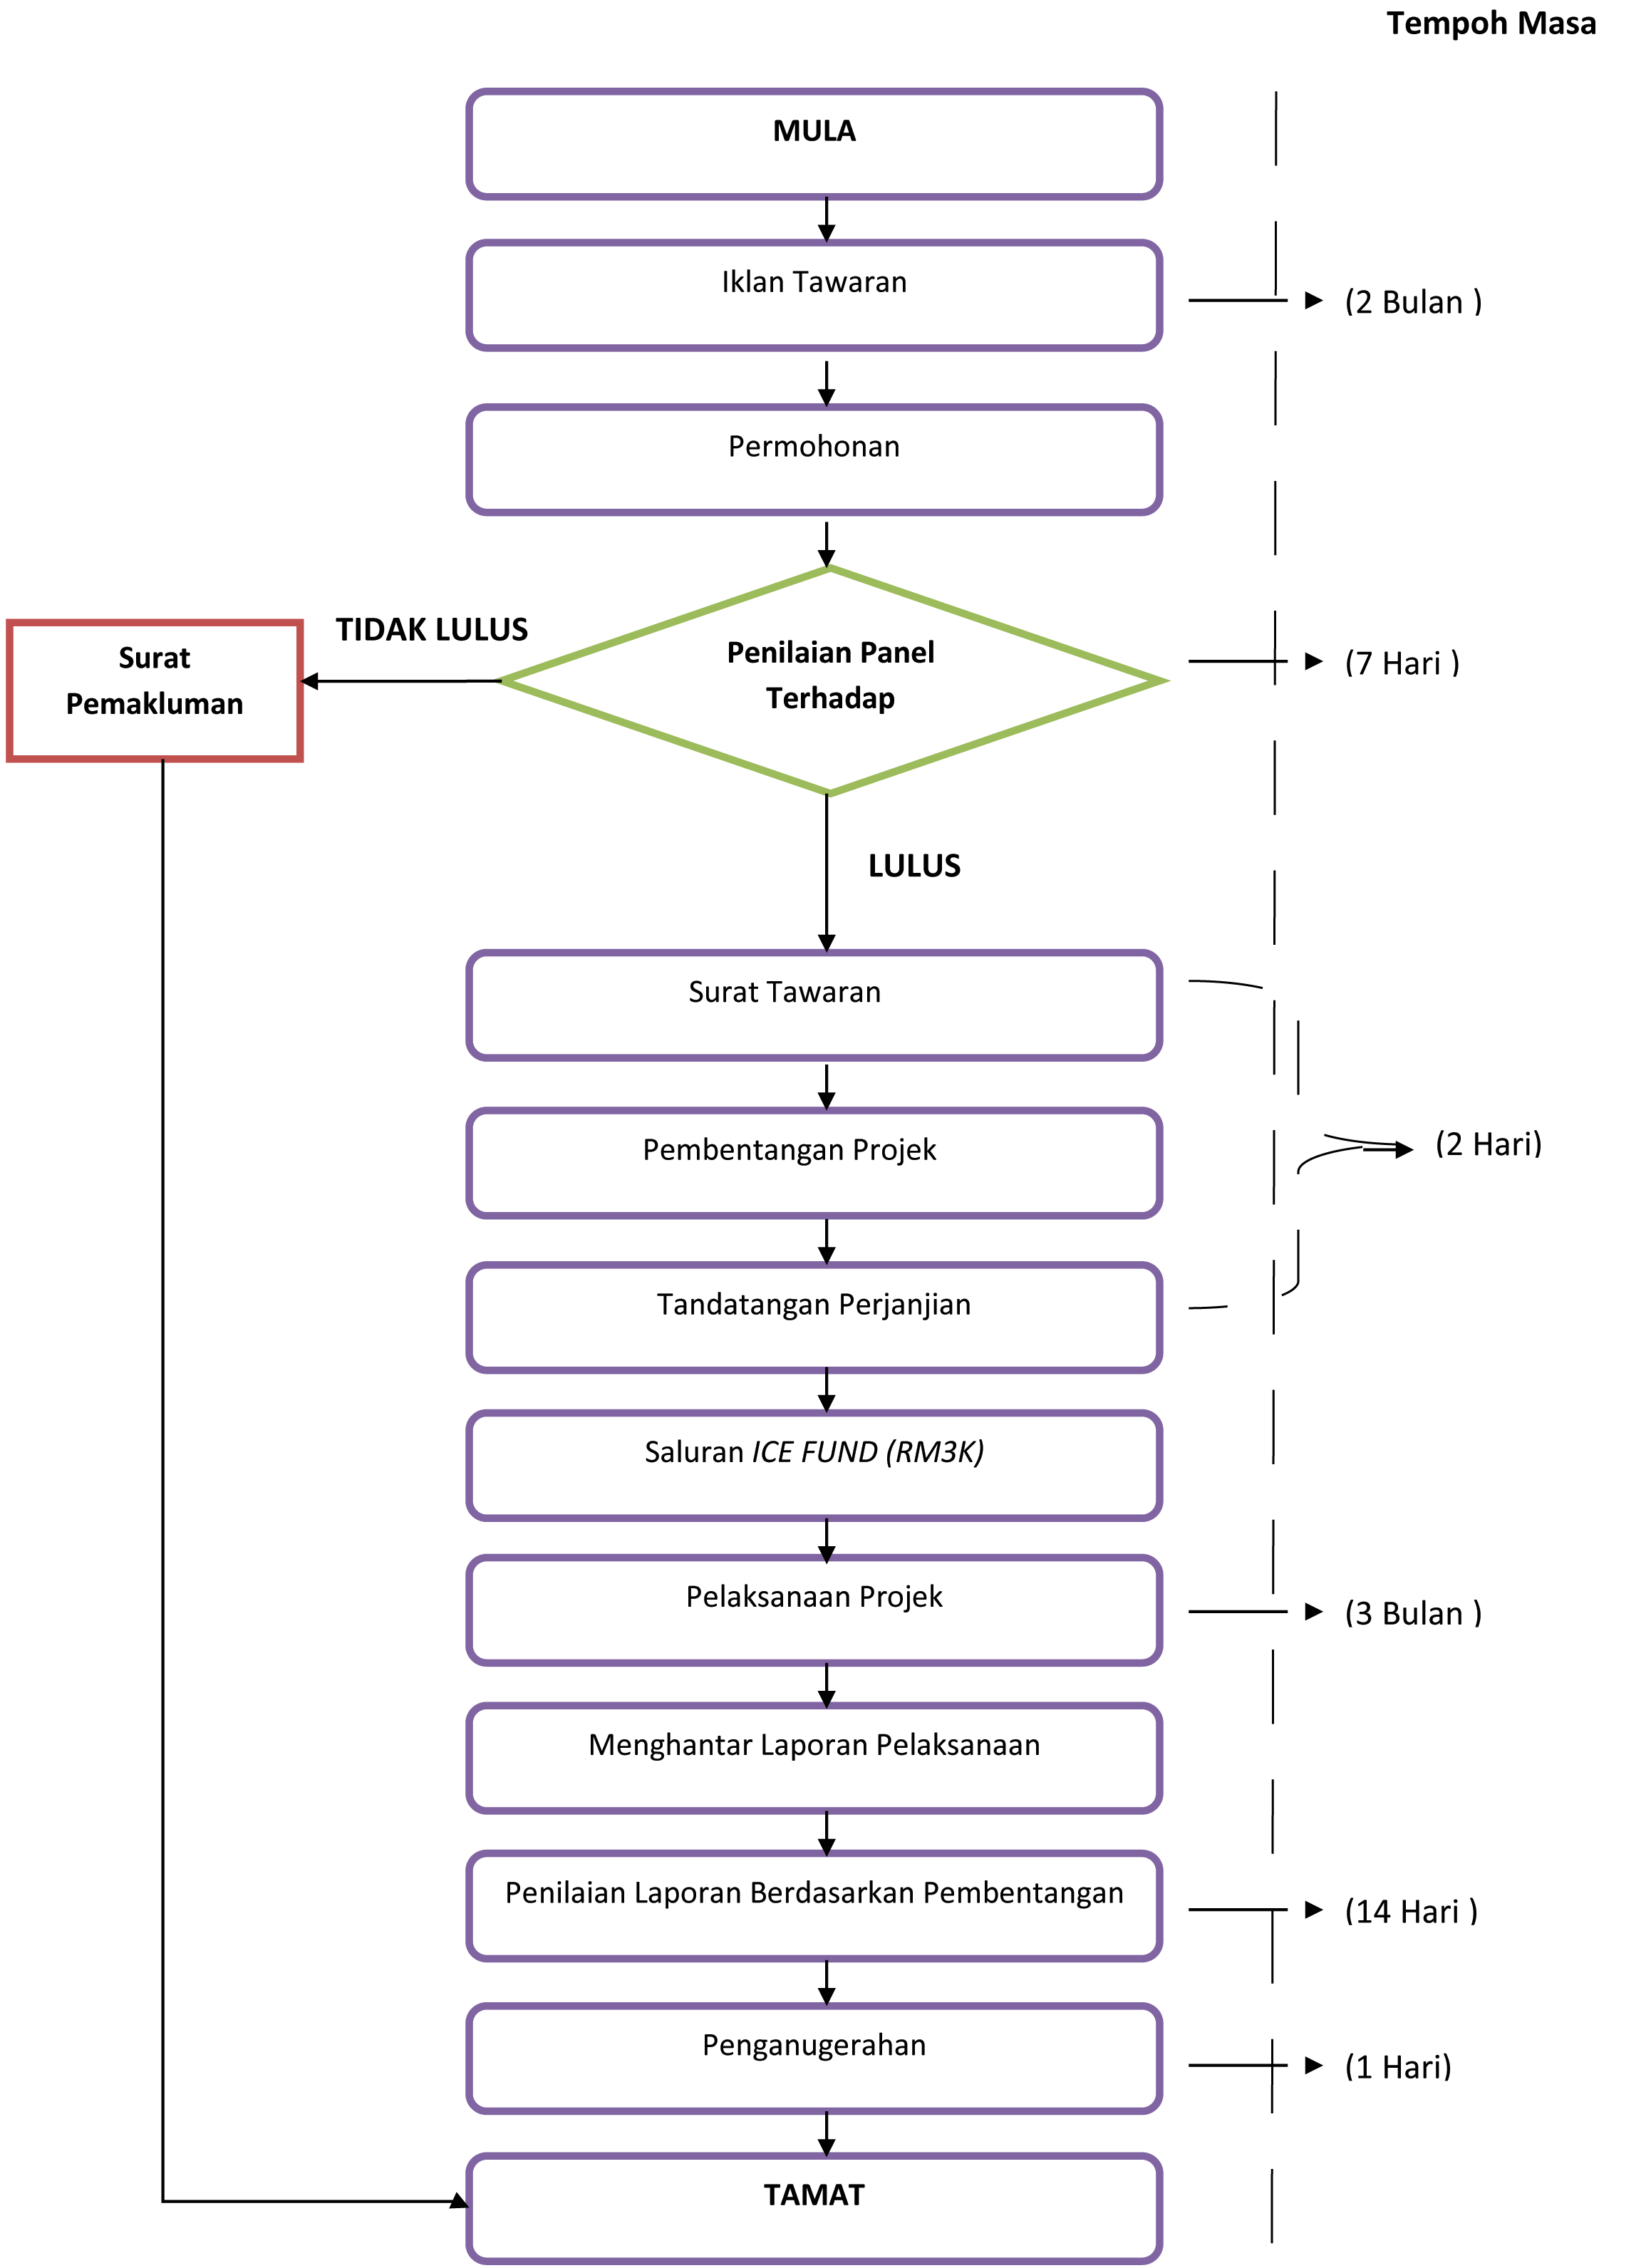 Tempoh Masa
MULA
Iklan Tawaran
(2 Bulan )
Permohonan
TIDAK LULUS
Surat
Pemakluman
Penilaian Panel
Terhadap
(7 Hari )
LULUS
Surat Tawaran
Pembentangan Projek
(2 Hari)
Tandatangan Perjanjian
Saluran ICE FUND (RM3K)
Pelaksanaan Projek
(3 Bulan )
Menghantar Laporan Pelaksanaan
Penilaian Laporan Berdasarkan Pembentangan
(14 Hari )
Penganugerahan
(1 Hari)
TAMAT